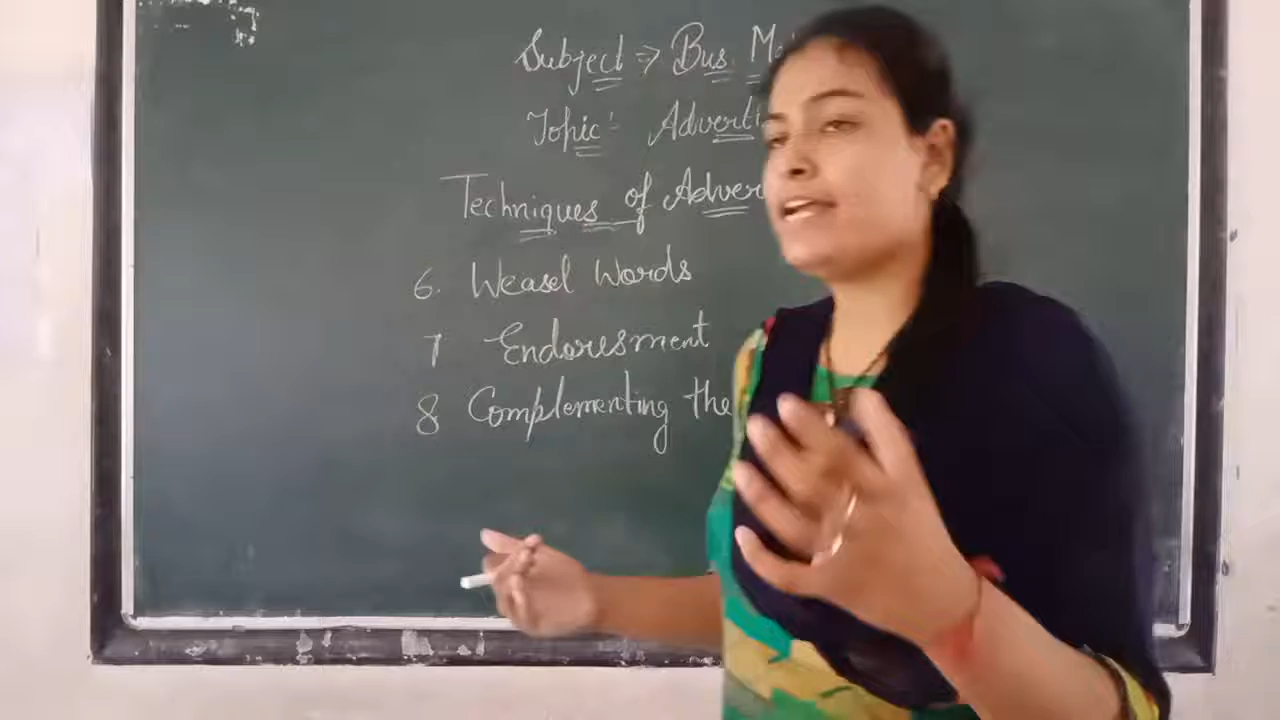 Subject => Bus. M
Topic: Adverti
Techniques of Adver
6. Weasel Words
7 Endoresment
8 Complementing the